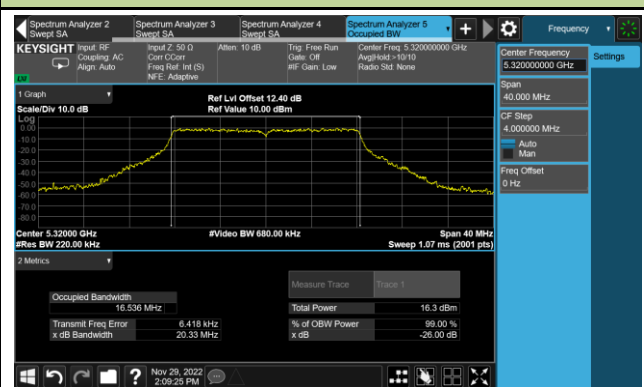 Spectrum Analyzer 2
Swept SA
Spectrum Analyzer 3
Swept SA
Spectrum Analyzer 4
Swept SA
Spectrum Analyzer 5
Occupied BW
Frequency
KEYSIGHT
Input: RF
Coupling: AC
Align: Auto
Input Z: 50 Ω
Corr CCorr
Freq Ref: Int (S)
NFE: Adaptive
Atten: 10 dB
Trig: Free Run
Gate: Off
#IF Gain: Low
Center Freq: 5.320000000 GHz
Avg|Hold:>10/10
Radio Std: None
Center Frequency
5.320000000 GHz
Settings
Span
40.000 MHz
CF Step
4.000000 MHz
Auto
Man
Freq Offset
0 Hz
1 Graph
Scale/Div 10.0 dB
Ref Lvl Offset 12.40 dB
Ref Value 10.00 dBm
Log
0.00
-10.0
-20.0
-30.0
-40.0
-50.0
-60.0
-70.0
-80.0
Center 5.32000 GHz
#Res BW 220.00 kHz
#Video BW 680.00 kHz
Span 40 MHz
Sweep 1.07 ms (2001 pts)
2 Metrics
Measure Trace
Trace 1
Occupied Bandwidth
16.536 MHz
Total Power
16.3 dBm
Transmit Freq Error
6.418 kHz
% of OBW Power
99.00 %
x dB Bandwidth
20.33 MHz
x dB
-26.00 dB
Nov 29, 2022
2:09:25 PM